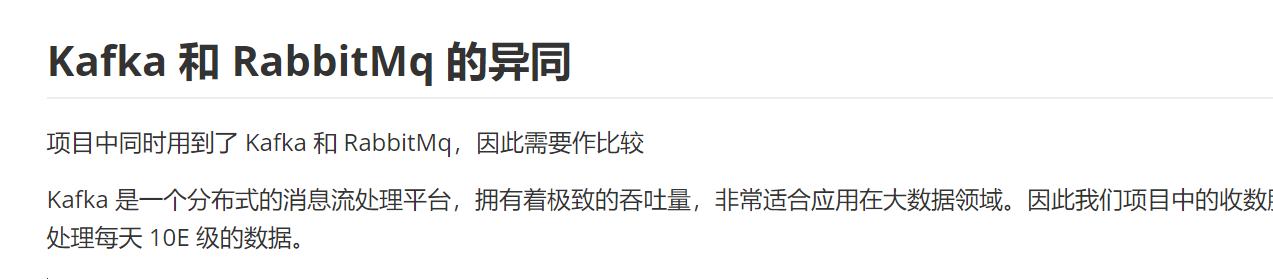 Kafka 和 RabbitMq 的异同
项目中同时用到了 Kafka 和 RabbitMq，因此需要作比较
Kafka 是一个分布式的消息流处理平台，拥有着极致的吞吐量，非常适合应用在大数据领域。因此我们项目中的收数
处理每天 10E 级的数据。